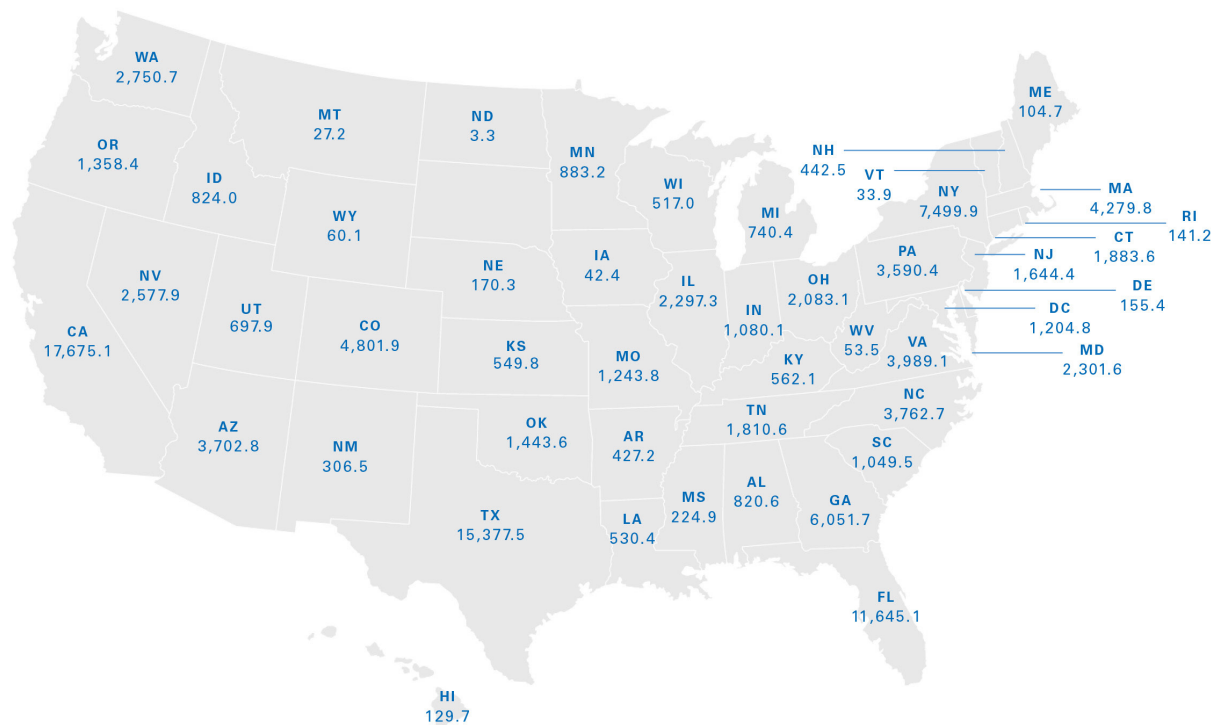 WA
2,750.7
MT
27.2
ND
3.3
ME
104.7
OR
1,358.4
MN
883.2
NH
442.5
ID
824.0
VT
33.9
WI
517.0
NY
7,499.9
MA
4,279.8
WY
60.1
MI
740.4
RI
141.2
CT
1,883.6
NV
2,577.9
NE
170.3
IA
42.4
PA
3,590.4
NJ
1,644.4
IL
2,297.3
OH
2,083.1
DE
155.4
UT
697.9
CO
4,801.9
IN
1,080.1
DC
1,204.8
CA
17,675.1
KS
549.8
MO
1,243.8
WV
53.5
VA
3,989.1
MD
2,301.6
KY
562.1
NC
3,762.7
AZ
3,702.8
NM
306.5
OK
1,443.6
AR
427.2
TN
1,810.6
SC
1,049.5
TX
15,377.5
LA
530.4
MS
224.9
AL
820.6
GA
6,051.7
FL
11,645.1
HI
129.7